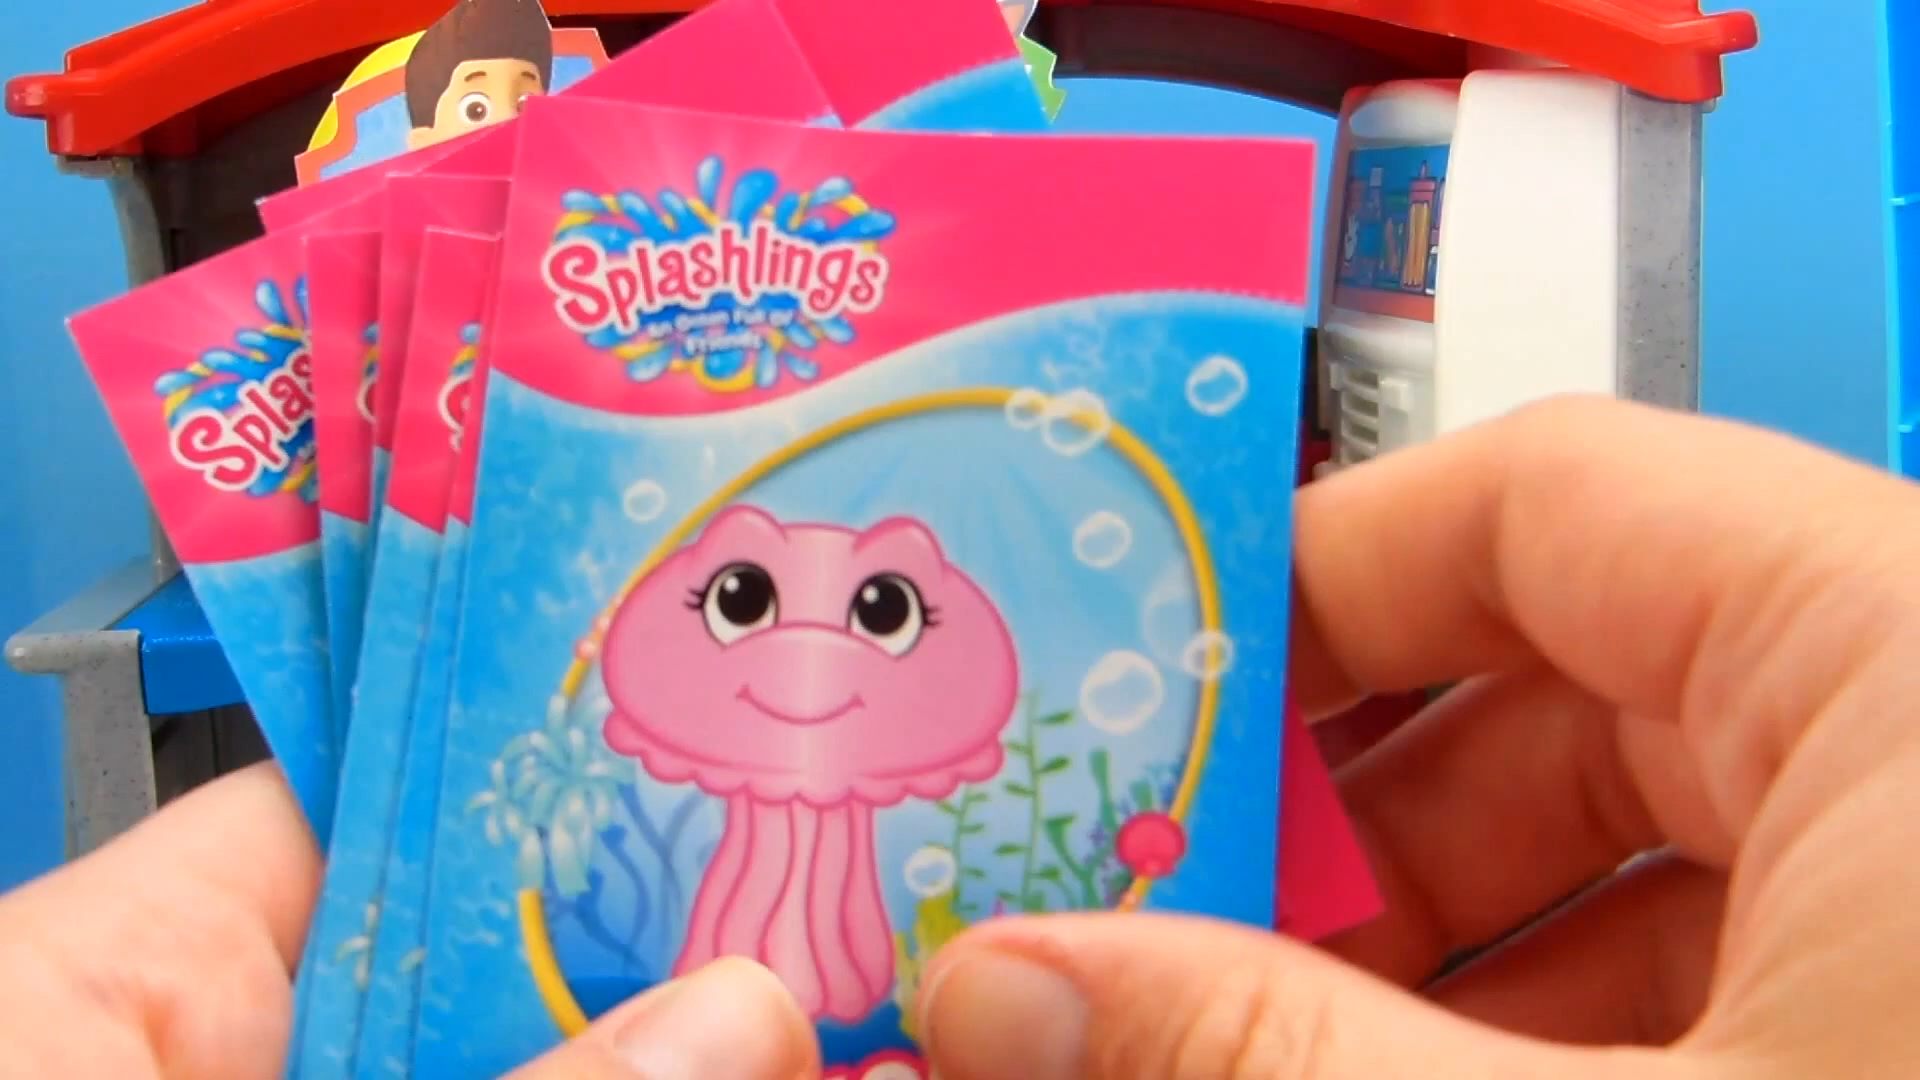 Splashlings
An Ocean Full of
Friends
Splas
S
S